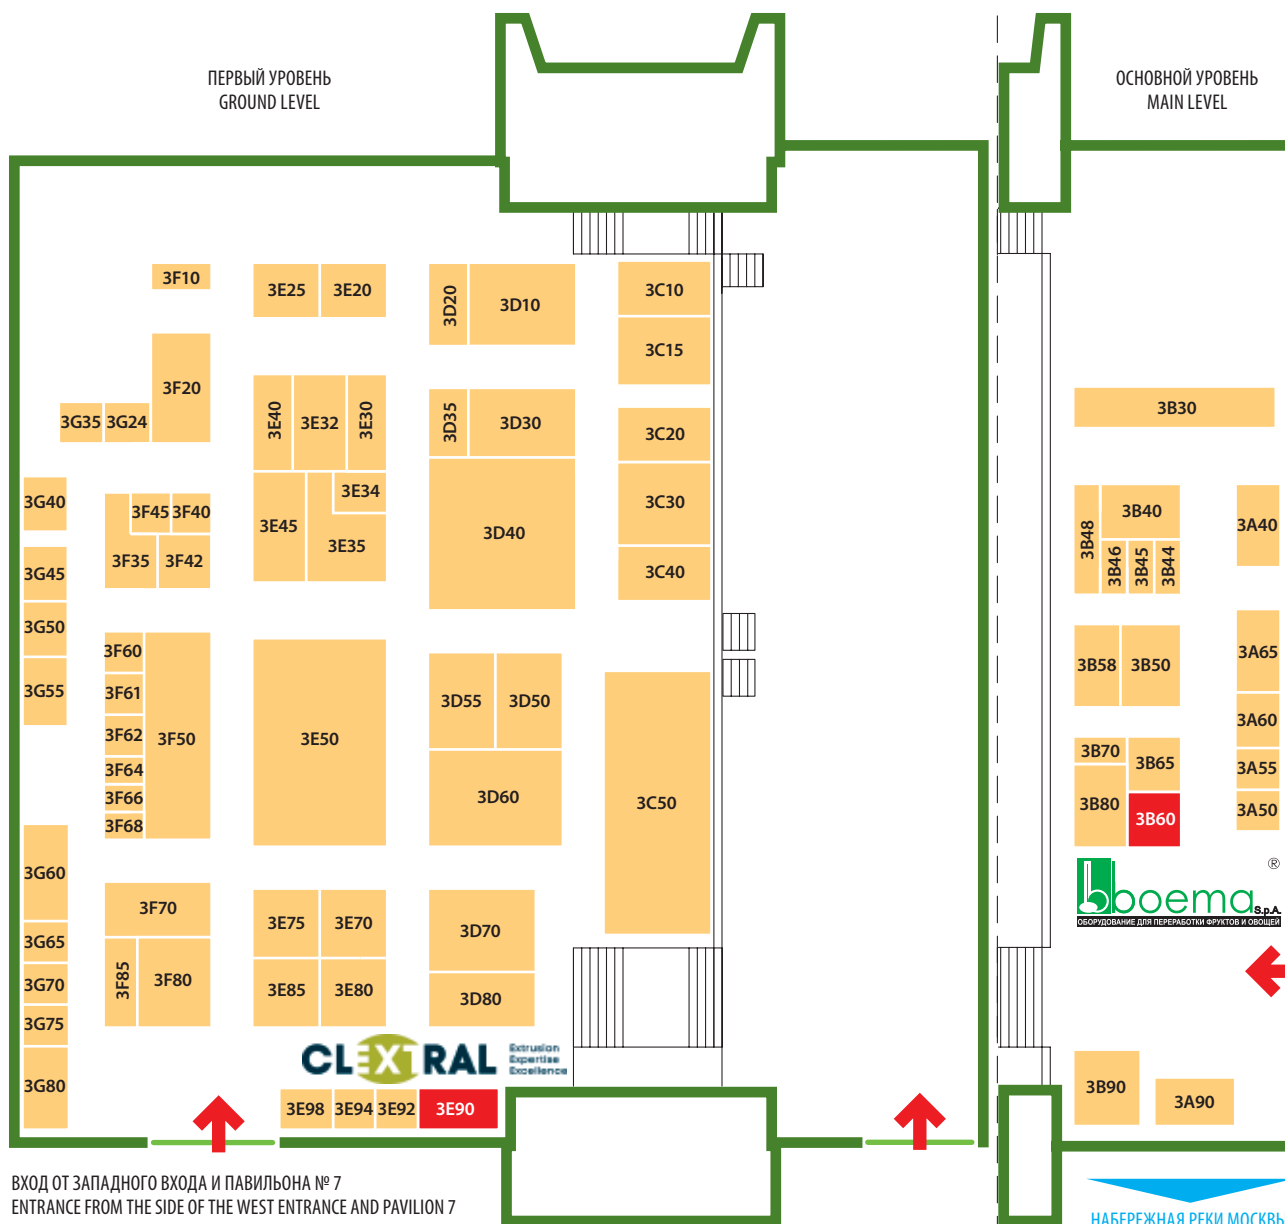 ПЕРВЫЙ УРОВЕНЬ
GROUND LEVEL
ОСНОВНОЙ УРОВЕНЬ
MAIN LEVEL
3F10
3E25
3E20
3D20
3D10
3C10
3C15
3F20
3G35
3G24
3E40
3E32
3E30
3D35
3D30
3C20
3B30
3G40
3F45
3F40
3E34
3E45
3E35
3D40
3C30
3B48
3B40
3A40
3G45
3F35
3F42
3C40
3B46
3B45
3B44
3G50
3G55
3F60
3F61
3F62
3F64
3F66
3F68
3F50
3E50
3D55
3D50
3D60
3C50
3B58
3B50
3A65
3A60
3B70
3B65
3A55
3B80
3B60
3A50
3G60
3G65
3G70
3G75
3G80
3F70
3F85
3F80
3E75
3E70
3E85
3E80
3D70
3D80
boema S.p.A. ®
ОБОРУДОВАНИЕ ДЛЯ ПЕРЕРАБОТКИ ФРУКТОВ И ОВОЩЕЙ
CLEXTRAL
Extrusion
Expertise
Excellence
3E98
3E94
3E92
3E90
3B90
3A90
ВХОД ОТ ЗАПАДНОГО ВХОДА И ПАВИЛЬОНА № 7
ENTRANCE FROM THE SIDE OF THE WEST ENTRANCE AND PAVILION 7
НАБЕРЕЖНАЯ РЕКИ